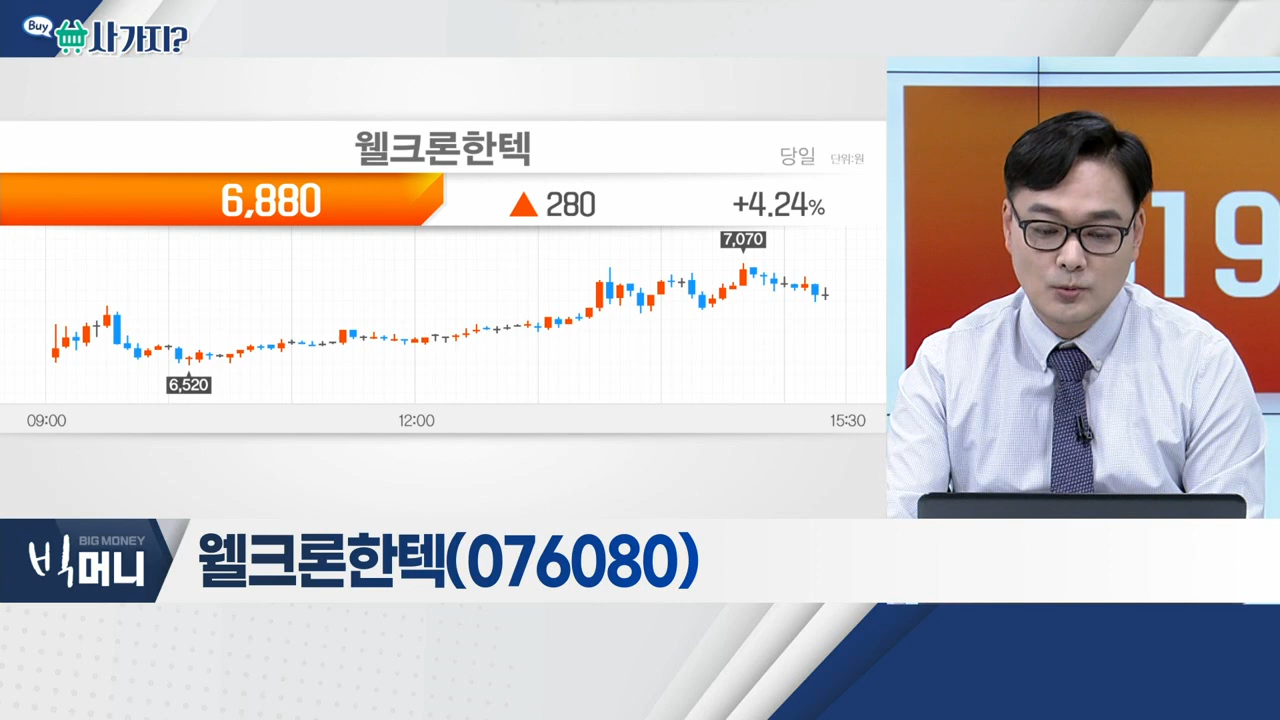 Buy
사가지?
웰크론한텍
당일 단위:원
6,880 ▲ 280 +4.24%
7,070
6,520
09:00 12:00 15:30
19
BIG MONEY
빅머니
웰크론한텍(076080)